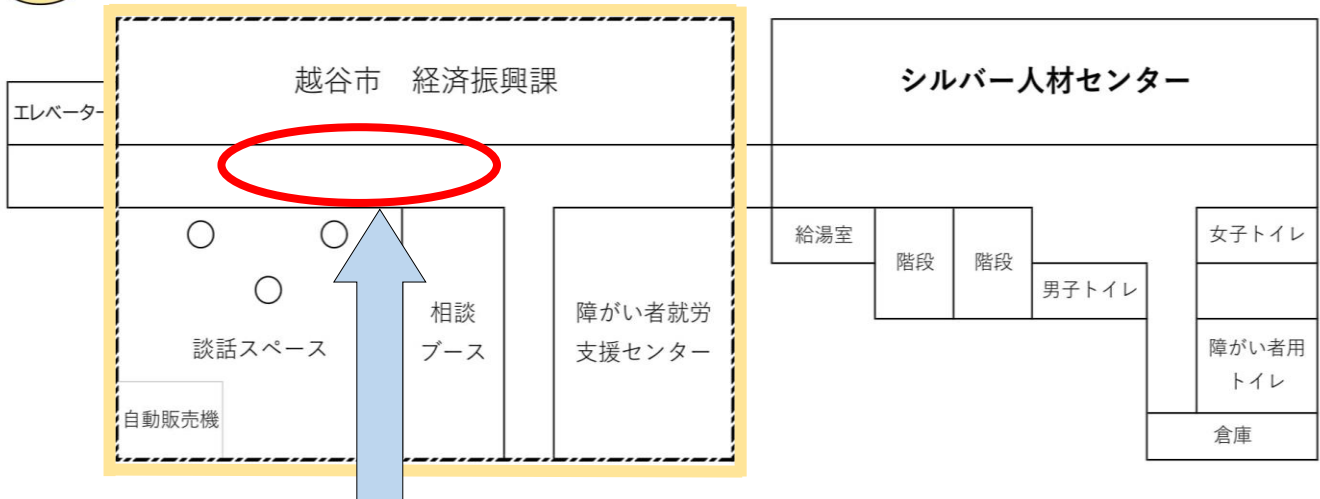 越谷市　経済振興課
シルバー人材センター
エレベーター
給湯室
階段
階段
男子トイレ
女子トイレ
障がい者用
トイレ
倉庫
談話スペース
相談
ブース
障がい者就労
支援センター
自動販売機